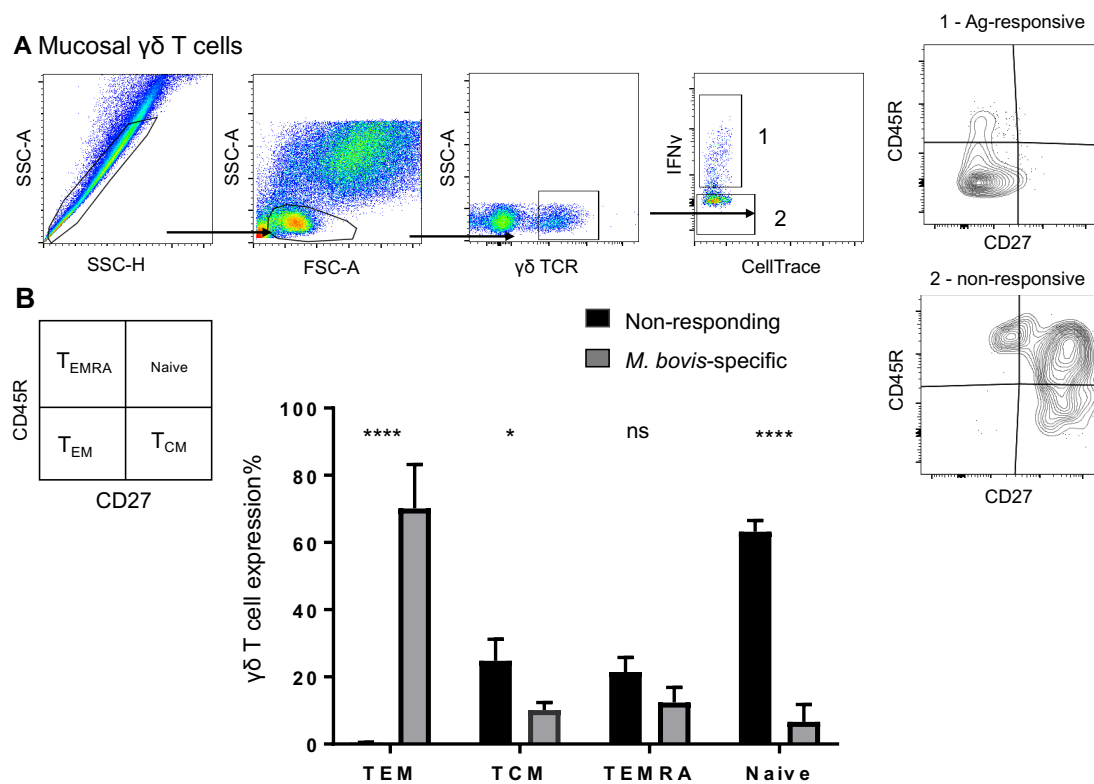 A Mucosal γδ T cells
SSC-A
SSC-H
SSC-A
FSC-A
SSC-A
γδ TCR
IFNγ
1
2
CellTrace
1 - Ag-responsive
CD45R
CD27
2 - non-responsive
CD45R
CD27
B
TEMRA
Naive
TEM
TCM
CD45R
CD27
Non-responding
M. bovis-specific
γδ T cell expression%
100
80
60
40
20
0
****
*
ns
****
TEM
TCM
TEMRA
Naive